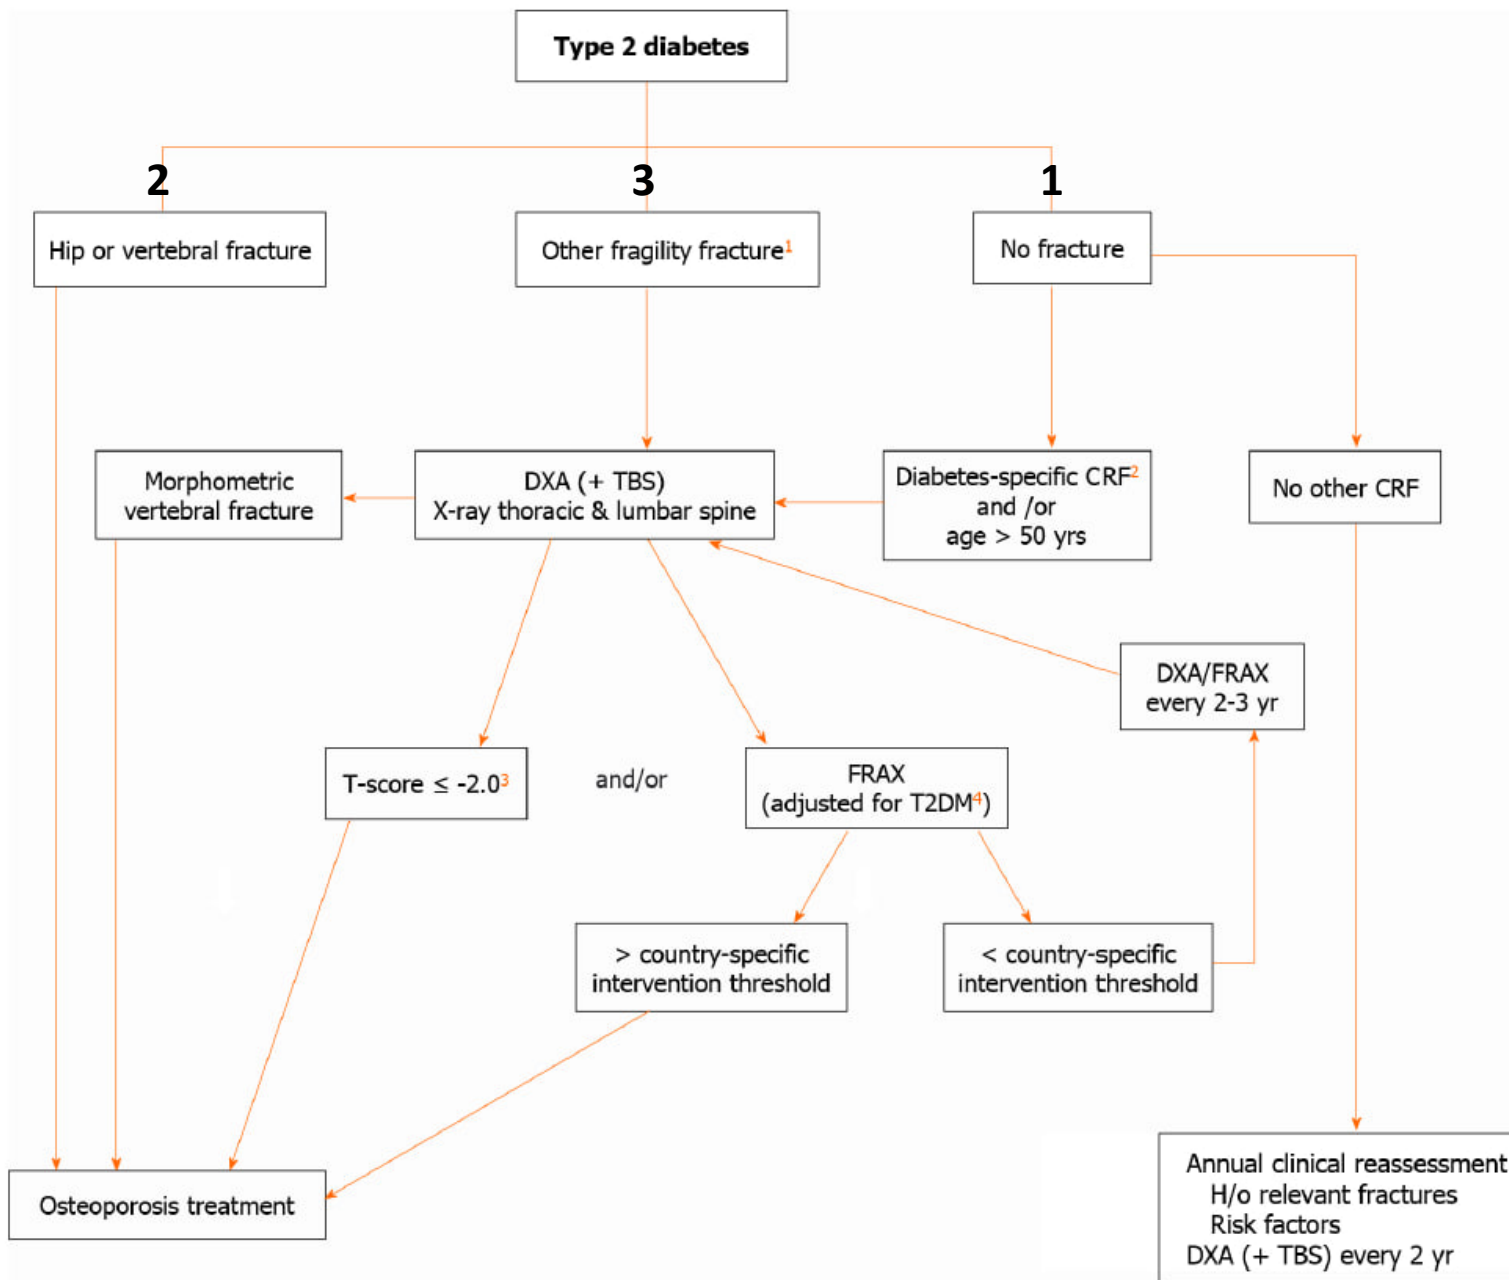 Type 2 diabetes
2
3
1
Hip or vertebral fracture
Other fragility fracture1
No fracture
Morphometric
vertebral fracture
DXA (+ TBS)
X-ray thoracic & lumbar spine
Diabetes-specific CRF2
and /or
age > 50 yrs
No other CRF
DXA/FRAX
every 2-3 yr
T-score ≤ -2.03
and/or
FRAX
(adjusted for T2DM4)
> country-specific
intervention threshold
< country-specific
intervention threshold
Osteoporosis treatment
Annual clinical reassessment
H/o relevant fractures
Risk factors
DXA (+ TBS) every 2 yr